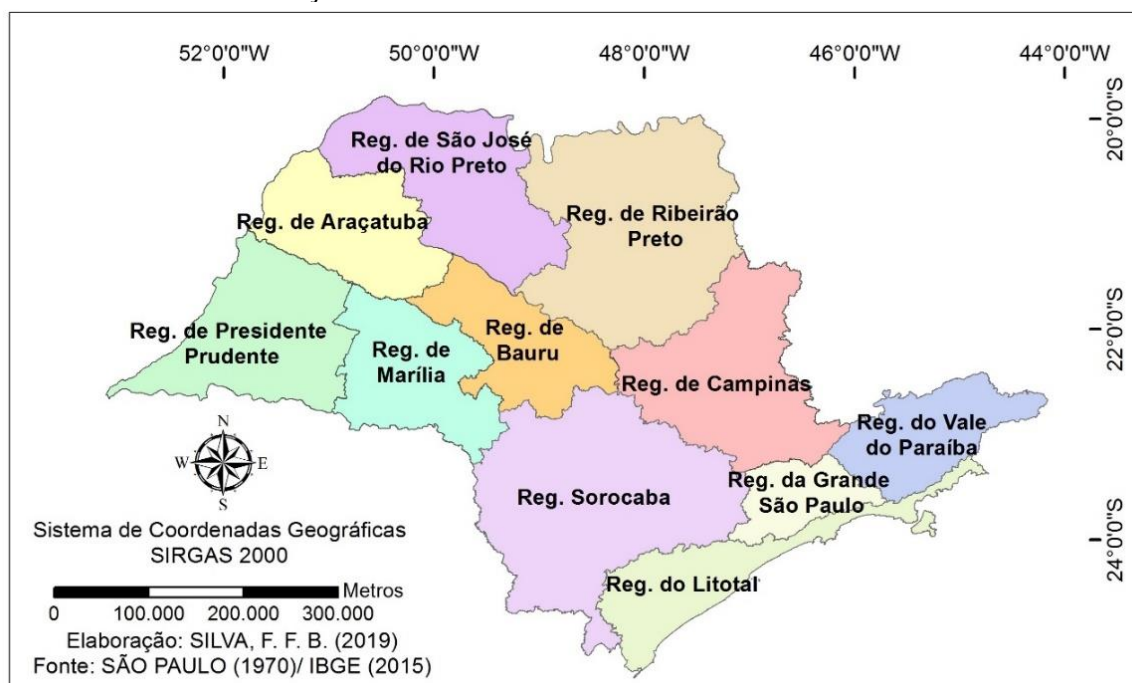 52°0'0"W
50°0'0"W
48°0'0"W
46°0'0"W
44°0'0"W
20°0'0"S
22°0'0"S
24°0'0"S
Reg. de São José
do Rio Preto
Reg. de Araçatuba
Reg. de Ribeirão
Preto
Reg. de Presidente
Prudente
Reg. de
Marília
Reg. de
Bauru
Reg. de Campinas
Reg. do Vale
do Paraíba
Reg. da Grande
São Paulo
Reg. Sorocaba
Reg. do Litotal
N
W
E
S
Sistema de Coordenadas Geográficas
SIRGAS 2000
Metros
0 100.000 200.000 300.000
Elaboração: SILVA, F. F. B. (2019)
Fonte: SÃO PAULO (1970)/ IBGE (2015)